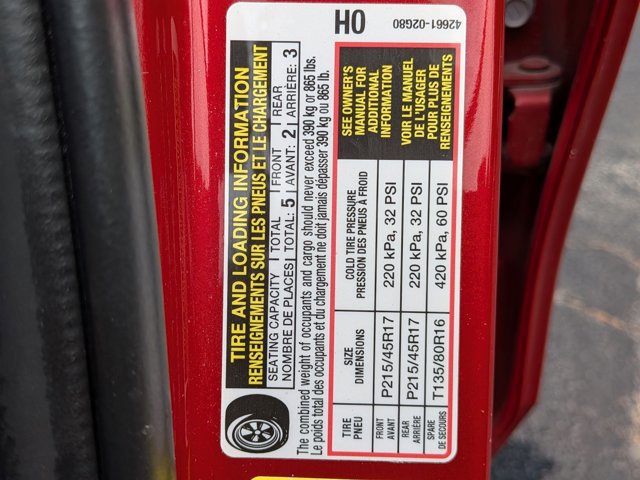 TIRE AND LOADING INFORMATION
RENSEIGNEMENTS SUR LES PNEUS ET LE CHARGEMENT
SEATING CAPACITY TOTAL FRONT REAR
NOMBRE DE PLACES TOTAL: 5 AVANT: 2 ARRIÈRE: 3
The combined weight of occupants and cargo should never exceed 390 kg or 865 lbs.
Le poids total des occupants et du chargement ne doit jamais dépasser 390 kg ou 865 lb.
TIRE
PNEU
SIZE
DIMENSIONS
COLD TIRE PRESSURE
PRESSION DES PNEUS À FROID
FRONT
AVANT
P215/45R17
220 kPa, 32 PSI
REAR
ARRIÈRE
P215/45R17
220 kPa, 32 PSI
SPARE
DE SECOURS
T135/80R16
420 kPa, 60 PSI
SEE OWNER'S
MANUAL FOR
ADDITIONAL
INFORMATION
VOIR LE MANUEL
DE L'USAGER
POUR PLUS DE
RENSEIGNEMENTS
H0
42661-02G80